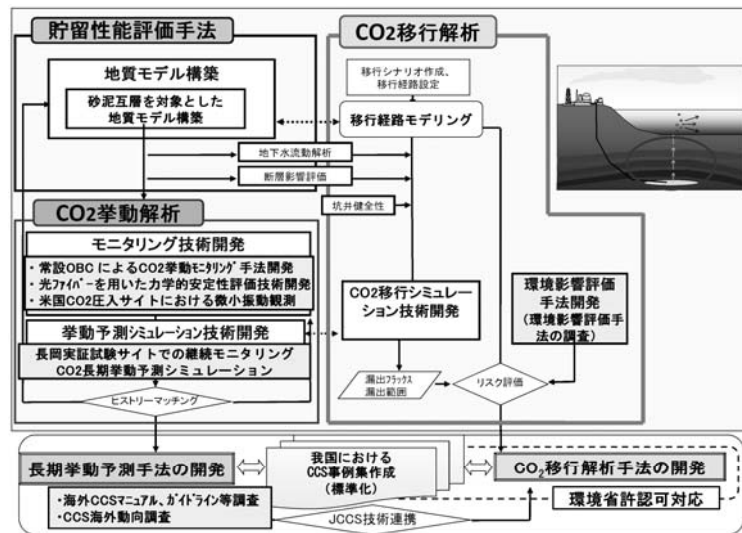 貯留性能評価手法
地質モデル構築
砂泥互層を対象とした
地質モデル構築
地下水流動解析
断層影響評価
CO2挙動解析
モニタリング技術開発
・常設OBCによるCO2挙動モニタリング手法開発
・光ファイバーを用いた力学的安定性評価技術開発
・米国CO2圧入サイトにおける微小振動観測
挙動予測シミュレーション技術開発
長岡実証試験サイトでの継続モニタリング
CO2長期挙動予測シミュレーション
ヒストリーマッチング
CO2移行解析
移行シナリオ作成、
移行経路設定
移行経路モデリング
坑井健全性
CO2移行シミュレー
ション技術開発
漏出フラックス
漏出範囲
リスク評価
環境影響評価
手法開発
(環境影響評価手
法の調査)
長期挙動予測手法の開発
我国における
CCS事例集作成
(標準化)
CO₂移行解析手法の開発
・海外CCSマニュアル、ガイドライン等調査
・CCS海外動向調査
JCCS技術連携
環境省許認可対応